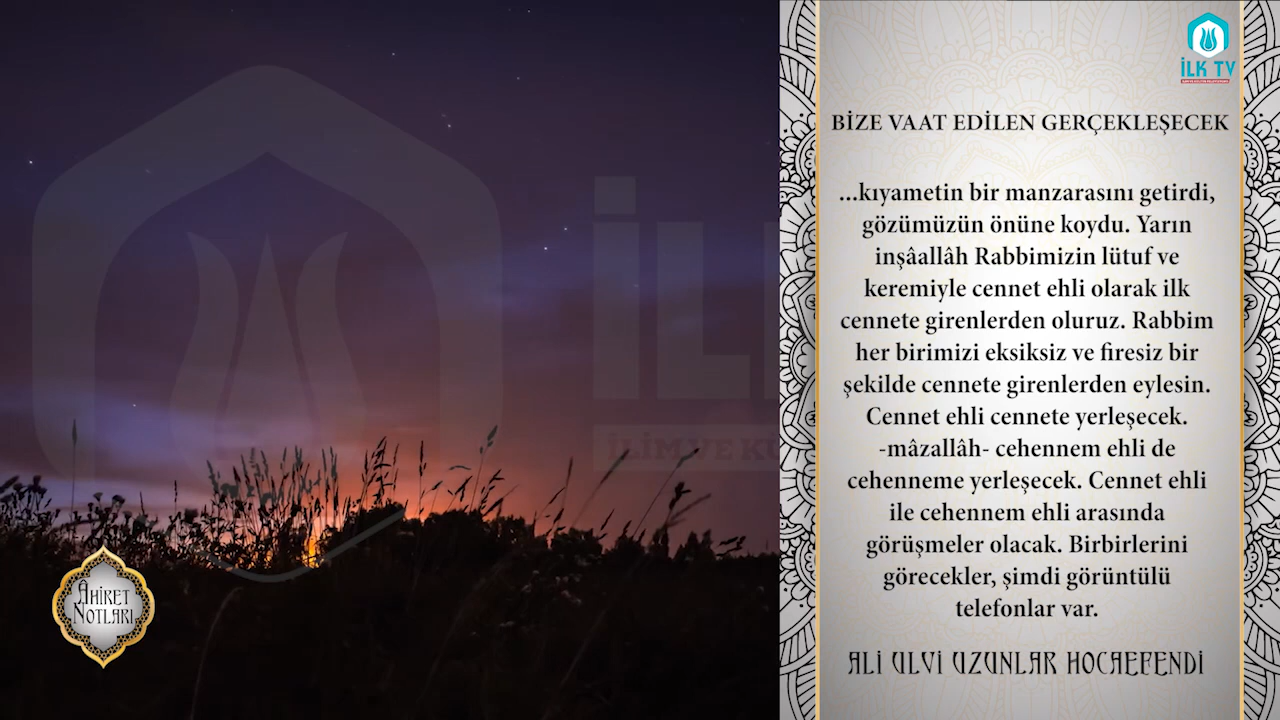 İLK TV
BİZE VAAT EDİLEN GERÇEKLEŞECEK
...kıyametin bir manzarasını getirdi,
gözümüzün önüne koydu. Yarın
inşâallâh Rabbimizin lütuf ve
keremiyle cennet ehli olarak ilk
cennete girenlerden oluruz. Rabbim
her birimizi eksiksiz ve firesiz bir
şekilde cennete girenlerden eylesin.
Cennet ehli cennete yerleşecek.
-mâzallâh- cehennem ehli de
cehenneme yerleşecek. Cennet ehli
ile cehennem ehli arasında
görüşmeler olacak. Birbirlerini
görecekler, şimdi görüntülü
telefonlar var.
ALİ ULVİ UZUNLAR HOCAEFENDİ
ÂHİRET
NOTLARI
İLİM VE